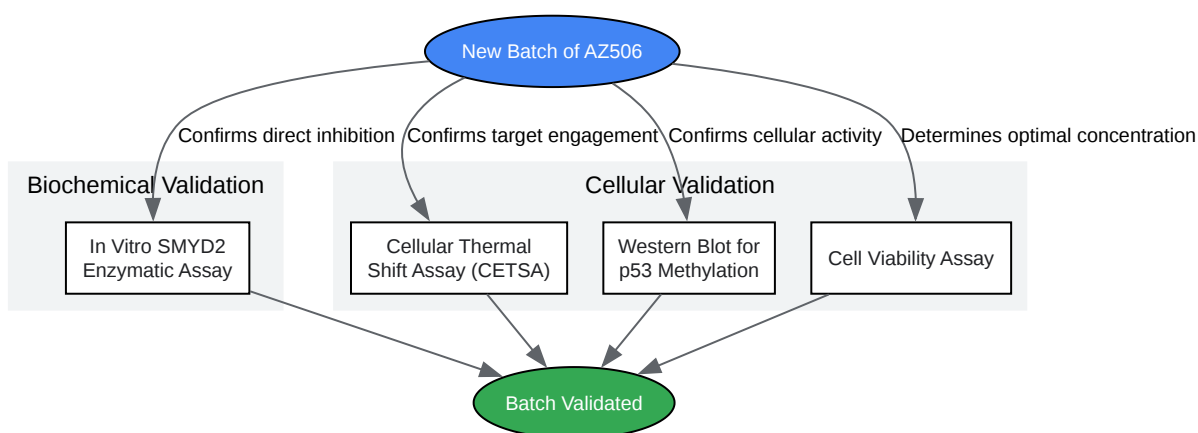 New Batch of AZ506
Confirms direct inhibition
Confirms target engagement
Confirms cellular activity
Determines optimal concentration
Biochemical Validation
Cellular Validation
In Vitro SMYD2
Enzymatic Assay
Cellular Thermal
Shift Assay (CETSA)
Western Blot for
p53 Methylation
Cell Viability Assay
Batch Validated